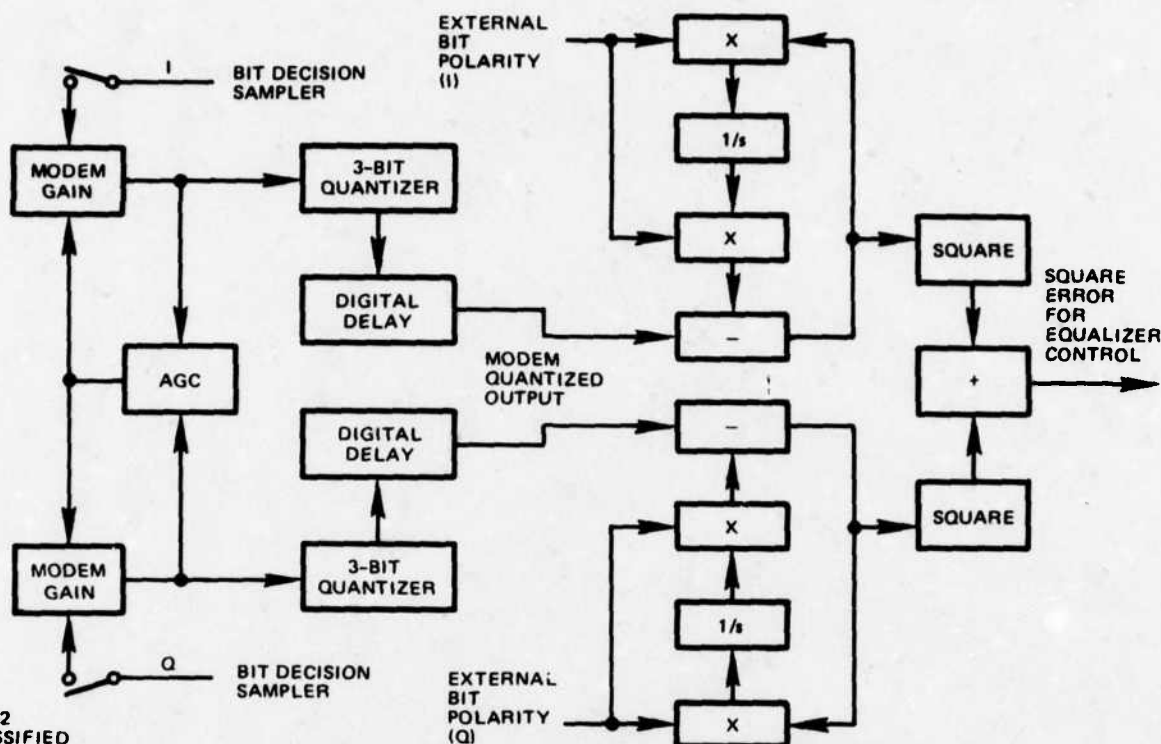 EXTERNAL
BIT
POLARITY
(I)
X
I
BIT DECISION
SAMPLER
1/s
MODEM
GAIN
3-BIT
QUANTIZER
X
SQUARE
DIGITAL
DELAY
SQUARE
ERROR
FOR
EQUALIZER
CONTROL
-
AGC
MODEM
QUANTIZED
OUTPUT
+
DIGITAL
DELAY
-
X
SQUARE
MODEM
GAIN
3-BIT
QUANTIZER
1/s
Q
BIT DECISION
SAMPLER
EXTERNAL
BIT
POLARITY
(Q)
X
2
SSIFIED